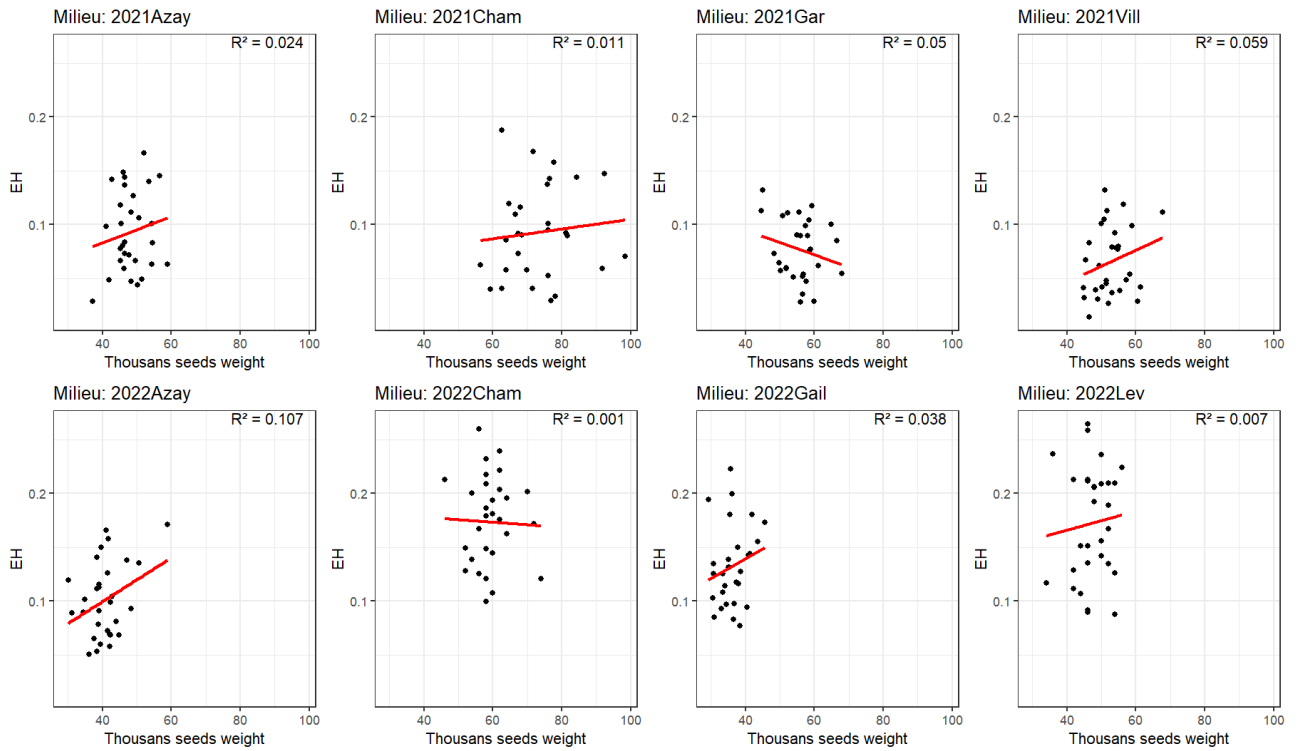 Milieu: 2021Azay
R² = 0.024
EH
0.2
0.1
40 60 80 100
Thousans seeds weight
Milieu: 2021Cham
R² = 0.011
EH
0.2
0.1
40 60 80 100
Thousans seeds weight
Milieu: 2021Gar
R² = 0.05
EH
0.2
0.1
40 60 80 100
Thousans seeds weight
Milieu: 2021Vill
R² = 0.059
EH
0.2
0.1
40 60 80 100
Thousans seeds weight
Milieu: 2022Azay
R² = 0.107
EH
0.2
0.1
40 60 80 100
Thousans seeds weight
Milieu: 2022Cham
R² = 0.001
EH
0.2
0.1
40 60 80 100
Thousans seeds weight
Milieu: 2022Gail
R² = 0.038
EH
0.2
0.1
40 60 80 100
Thousans seeds weight
Milieu: 2022Lev
R² = 0.007
EH
0.2
0.1
40 60 80 100
Thousans seeds weight